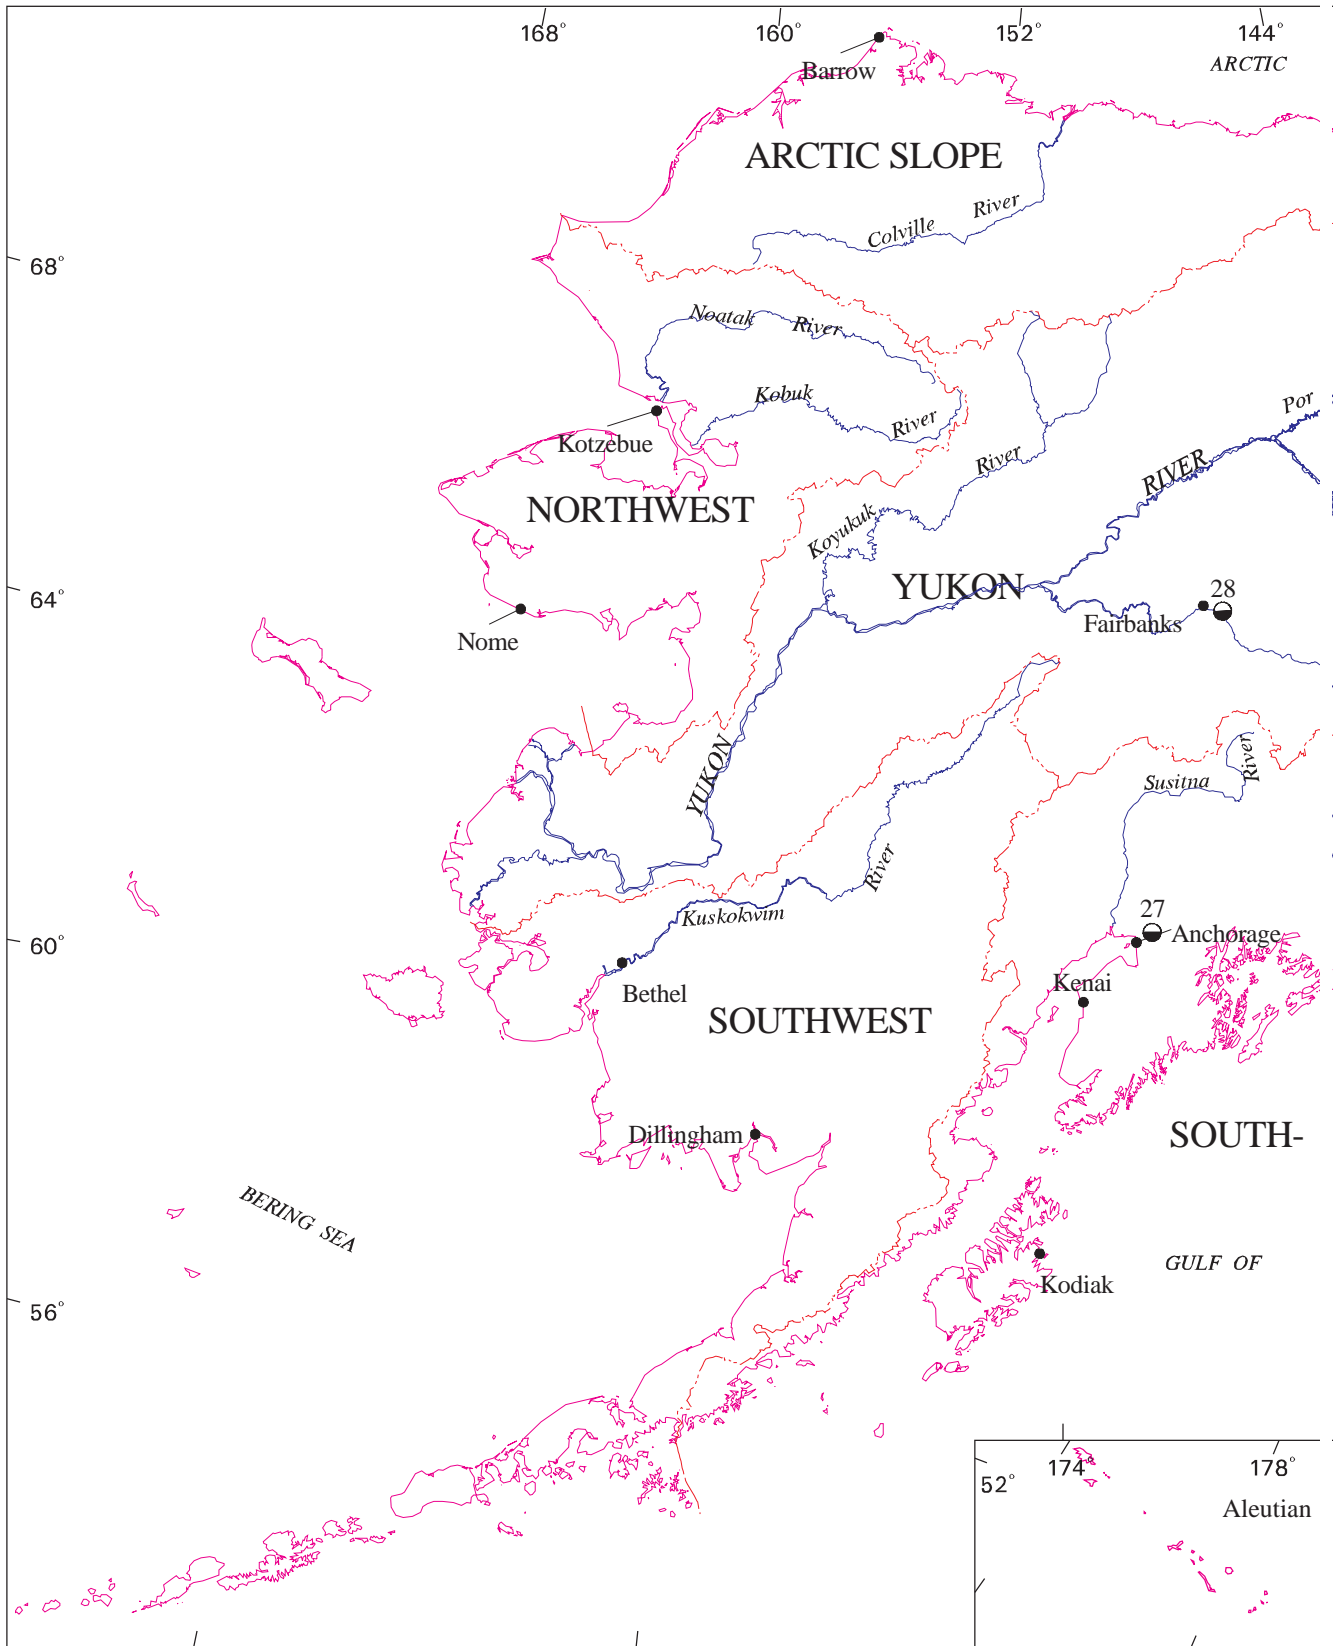 168° 160° 152° 144°
Barrow
ARCTIC
ARCTIC SLOPE
Colville River
68°
Noatak River
Kobuk River
Por
Kotzebue
River
RIVER
NORTHWEST
Koyukuk
YUKON
64°
28
Fairbanks
Nome
YUKON
Susitna River
River
Kuskokwim
27
60°
Anchorage
Kenai
Bethel
SOUTHWEST
Dillingham
SOUTH-
BERING SEA
GULF OF
Kodiak
56°
52° 174° 178°
Aleutian